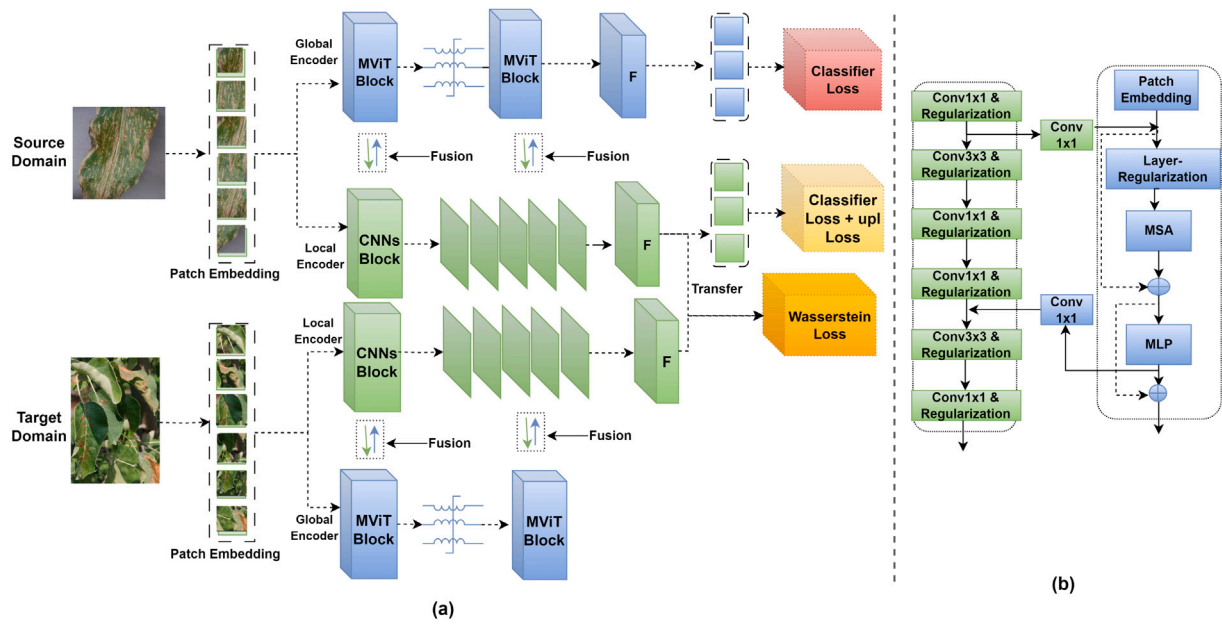 Source
Domain
Patch Embedding
Global
Encoder
MViT
Block
MViT
Block
F
Classifier
Loss
Fusion
Fusion
Local
Encoder
CNNs
Block
F
Classifier
Loss + upl
Loss
Transfer
Wasserstein
Loss
Target
Domain
Patch Embedding
Local
Encoder
CNNs
Block
F
Fusion
Fusion
Global
Encoder
MViT
Block
MViT
Block
(a)
Conv1x1 &
Regularization
Conv3x3 &
Regularization
Conv1x1 &
Regularization
Conv1x1 &
Regularization
Conv3x3 &
Regularization
Conv1x1 &
Regularization
Conv
1x1
Conv
1x1
Patch
Embedding
Layer-
Regularization
MSA
MLP
(b)